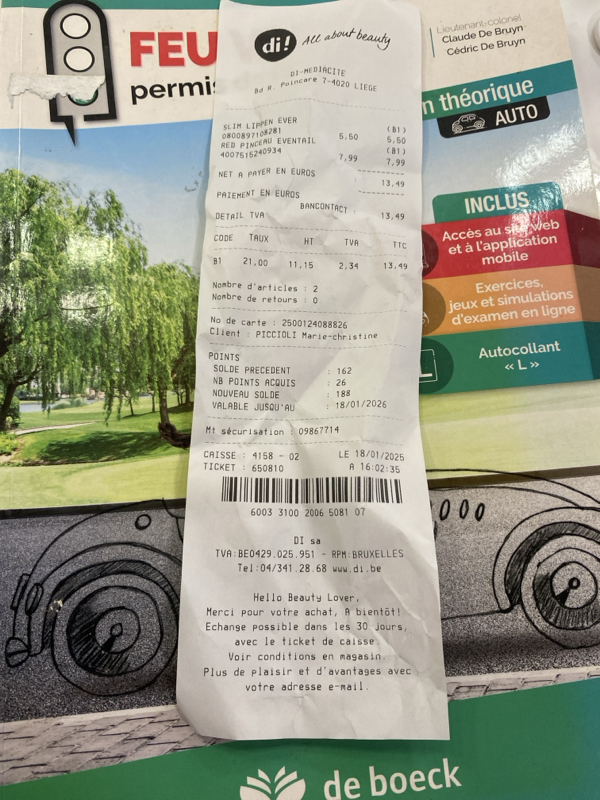 FEU
permis
Lieutenant-colonel
Claude De Bruyn
Cédric De Bruyn
n théorique
AUTO
INCLUS
Accès au site web
et à l'application
mobile
Exercices,
jeux et simulations
d'examen en ligne
L
Autocollant
« L »
di! All about beauty
DI-MEDIACITE
Bd R. Poincare 7-4020 LIEGE
SLIM LIPPEN EVER (B1)
0800897108281 5,50 5,50
RED PINCEAU EVENTAIL (B1)
4007515240934 7,99 7,99
NET A PAYER EN EUROS 13,49
PAIEMENT EN EUROS
BANCONTACT 13,49
DETAIL TVA
CODE TAUX HT TVA TTC
B1 21,00 11,15 2,34 13,49
Nombre d'articles : 2
Nombre de retours : 0
No de carte : 2500124088826
Client : PICCIOLI Marie-christine
POINTS
SOLDE PRECEDENT : 162
NB POINTS ACQUIS : 26
NOUVEAU SOLDE : 188
VALABLE JUSQU'AU : 18/01/2026
Mt sécurisation : 09867714
CAISSE : 4158 - 02 LE 18/01/2025
TICKET : 650810 A 16:02:35
6003 3100 2006 5081 07
DI sa
TVA:BE0429.025.951 - RPM:BRUXELLES
Tel:04/341.28.68 www.di.be
Hello Beauty Lover,
Merci pour votre achat, A bientôt!
Echange possible dans les 30 jours,
avec le ticket de caisse.
Voir conditions en magasin.
Plus de plaisir et d'avantages avec
votre adresse e-mail.
de boeck